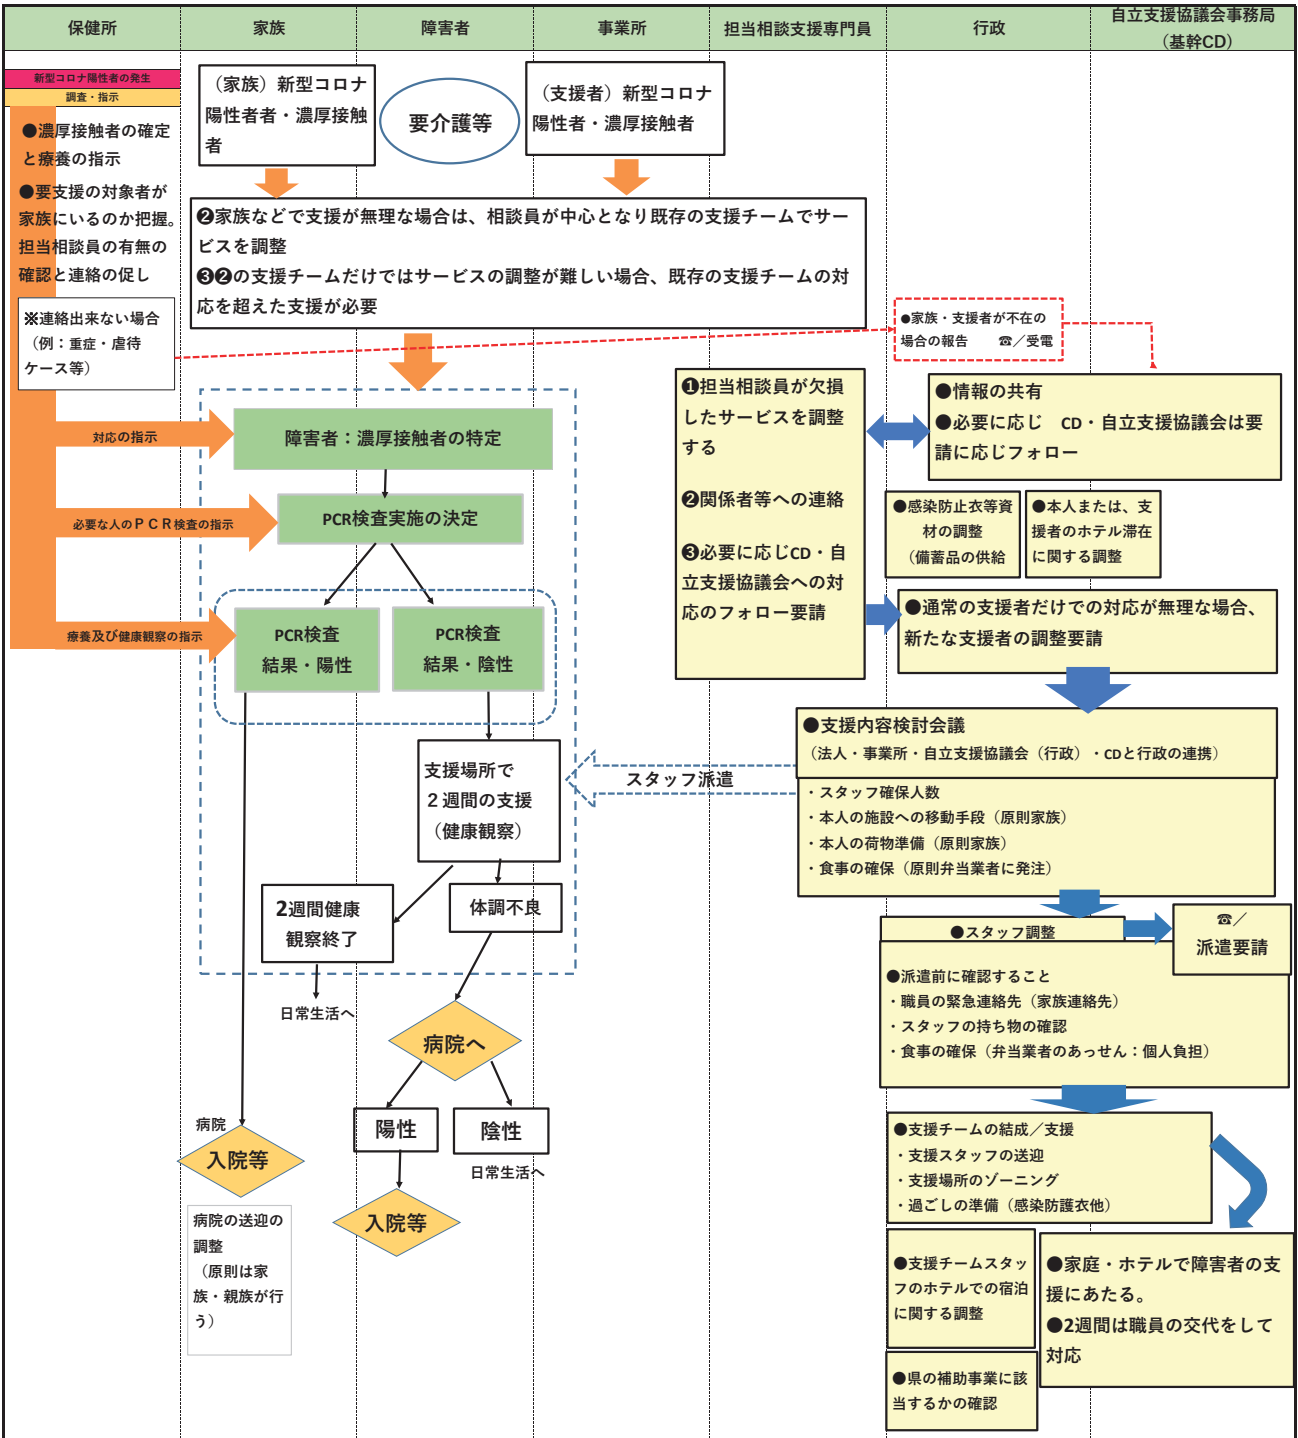 保健所
家族
障害者
事業所
担当相談支援専門員
行政
自立支援協議会事務局
（基幹CD）
新型コロナ陽性者の発生
調査・指示
●濃厚接触者の確定
と療養の指示
●要支援の対象者が
家族にいるのか把握。
担当相談員の有無の
確認と連絡の促し
※連絡出来ない場合
（例：重症・虐待
ケース等）
対応の指示
必要な人のＰＣＲ検査の指示
療養及び健康観察の指示
（家族）新型コロナ
陽性者者・濃厚接触
者
要介護等
（支援者）新型コロナ
陽性者・濃厚接触者
❷家族などで支援が無理な場合は、相談員が中心となり既存の支援チームでサー
ビスを調整
❸❷の支援チームだけではサービスの調整が難しい場合、既存の支援チームの対
応を超えた支援が必要
●家族・支援者が不在の
場合の報告　☎／受電
障害者：濃厚接触者の特定
PCR検査実施の決定
PCR検査
結果・陽性
PCR検査
結果・陰性
支援場所で
２週間の支援
（健康観察）
2週間健康
観察終了
体調不良
日常生活へ
病院へ
陽性
陰性
日常生活へ
入院等
病院
入院等
病院の送迎の
調整
（原則は家
族・親族が行
う）
❶担当相談員が欠損
したサービスを調整
する
❷関係者等への連絡
❸必要に応じCD・自
立支援協議会への対
応のフォロー要請
●情報の共有
●必要に応じ　CD・自立支援協議会は要
請に応じフォロー
●感染防止衣等資
材の調整
（備蓄品の供給
●本人または、支
援者のホテル滞在
に関する調整
●通常の支援者だけでの対応が無理な場合、
新たな支援者の調整要請
●支援内容検討会議
（法人・事業所・自立支援協議会（行政）・CDと行政の連携）
スタッフ派遣
・スタッフ確保人数
・本人の施設への移動手段（原則家族）
・本人の荷物準備（原則家族）
・食事の確保（原則弁当業者に発注）
●スタッフ調整
☎／
派遣要請
●派遣前に確認すること
・職員の緊急連絡先（家族連絡先）
・スタッフの持ち物の確認
・食事の確保（弁当業者のあっせん：個人負担）
●支援チームの結成／支援
・支援スタッフの送迎
・支援場所のゾーニング
・過ごしの準備（感染防護衣他）
●支援チームスタッ
フのホテルでの宿泊
に関する調整
●家庭・ホテルで障害者の支
援にあたる。
●2週間は職員の交代をして
対応
●県の補助事業に該
当するかの確認